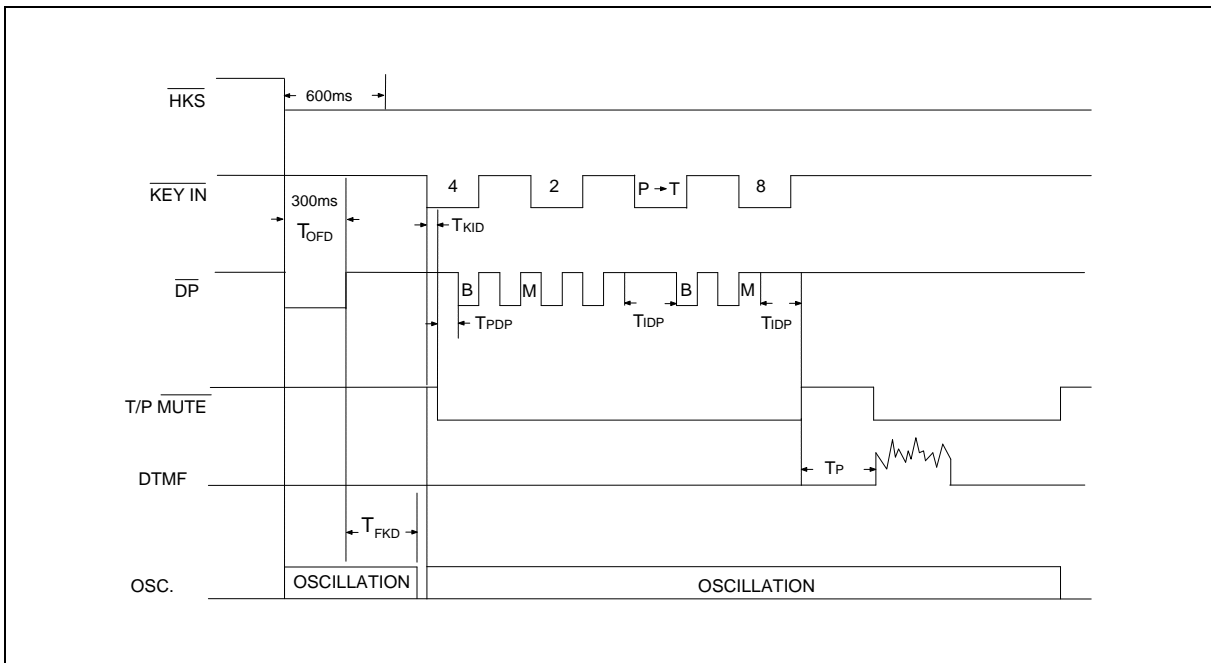 HKS
600ms
KEY IN
4
2
P → T
8
300ms
TOFD
TKID
DP
B
M
B
M
TPDP
TIDP
TIDP
T/P MUTE
DTMF
TP
TFKD
OSC.
OSCILLATION
OSCILLATION